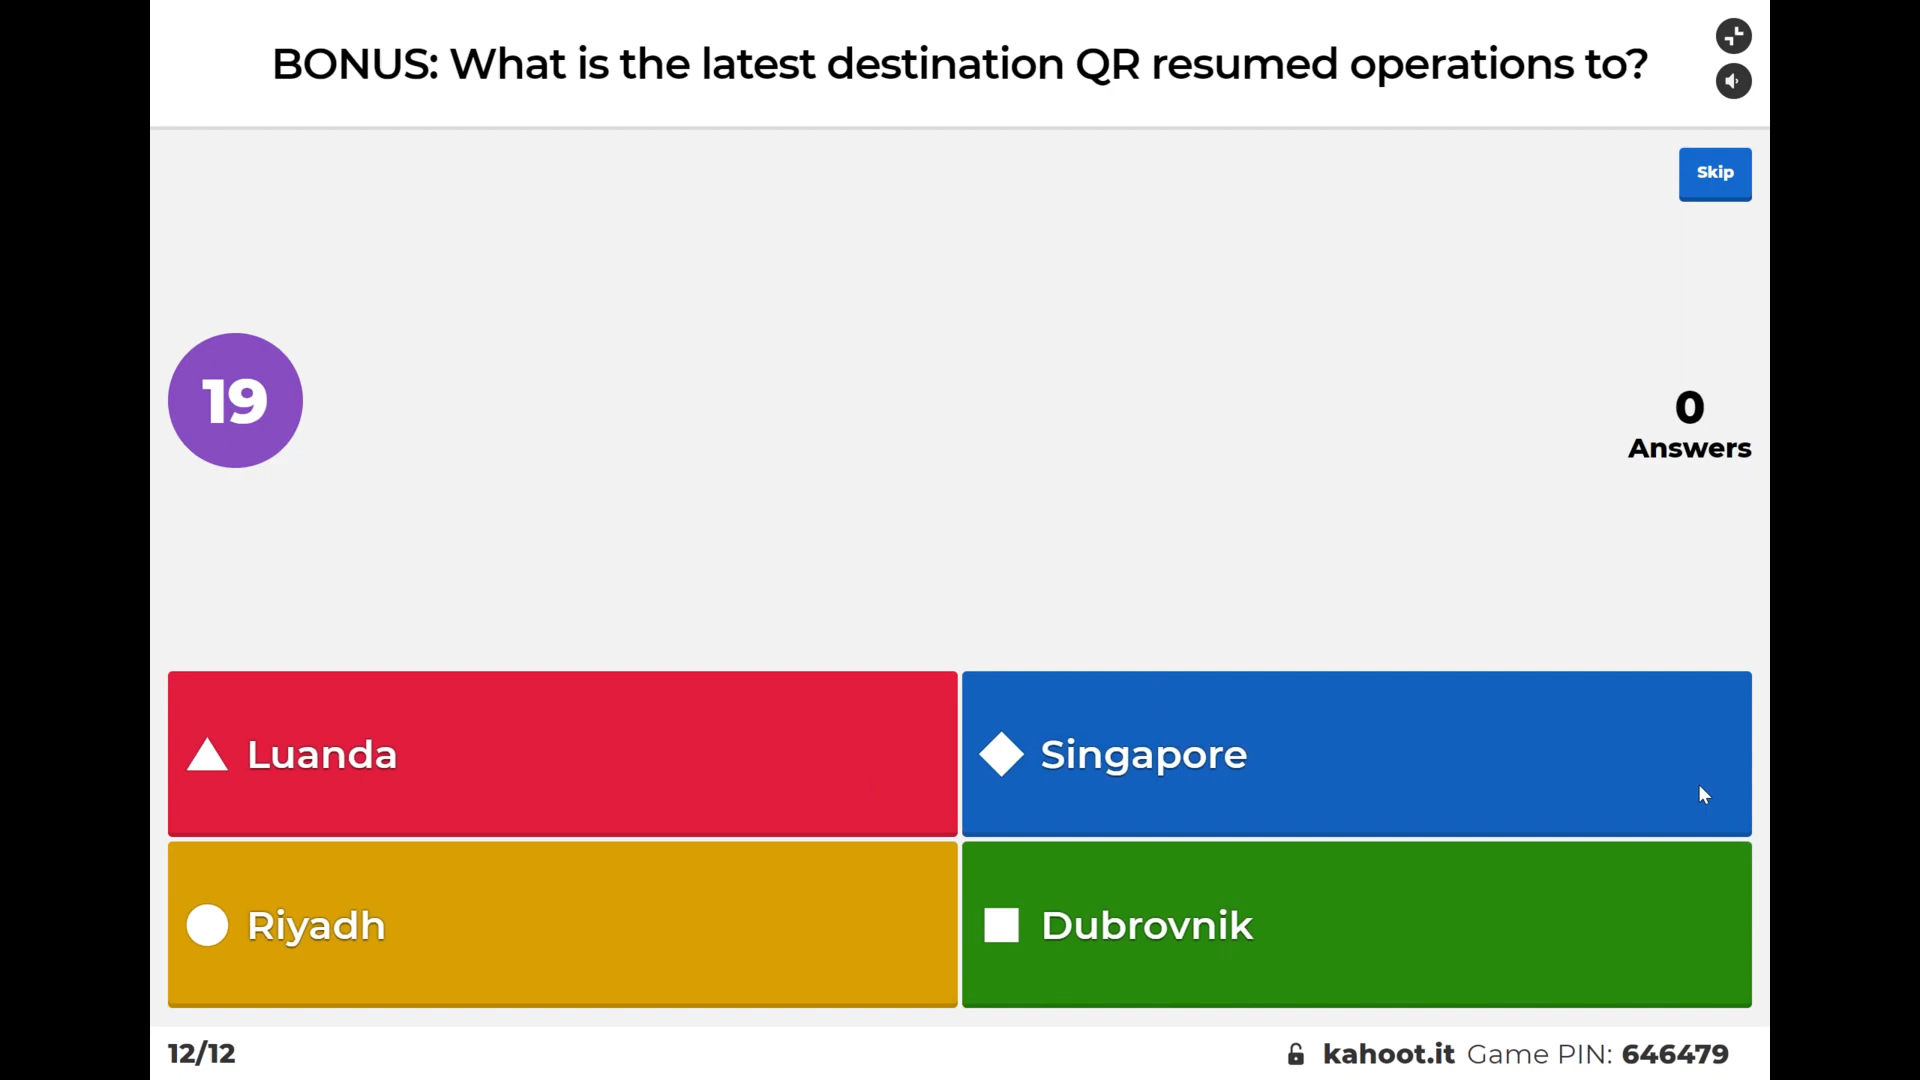 BONUS: What is the latest destination QR resumed operations to?
Skip
19
0
Answers
Luanda
Singapore
Riyadh
Dubrovnik
12/12
kahoot.it Game PIN: 646479